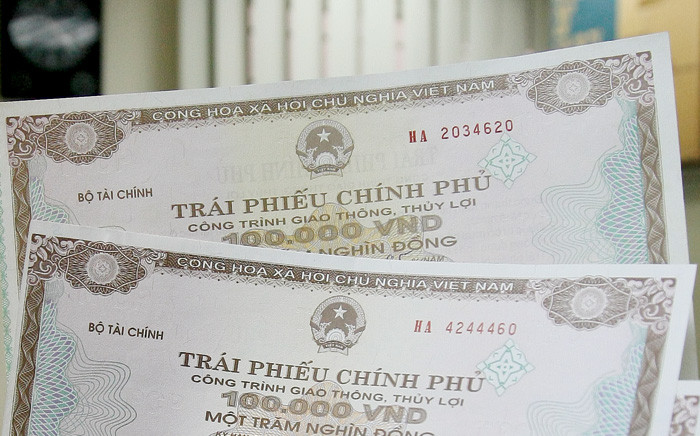 CỘNG HÒA XÃ HỘI CHỦ NGHĨA VIỆT NAM
HA 2034620
BỘ TÀI CHÍNH
TRÁI PHIẾU CHÍNH PHỦ
CÔNG TRÌNH GIAO THÔNG, THỦY LỢI
100.000 VND
NGHÌN ĐỒNG
CỘNG HÒA XÃ HỘI CHỦ NGHĨA VIỆT NAM
HA 4244460
BỘ TÀI CHÍNH
TRÁI PHIẾU CHÍNH PHỦ
CÔNG TRÌNH GIAO THÔNG, THỦY LỢI
100.000 VND
MỘT TRĂM NGHÌN ĐỒNG